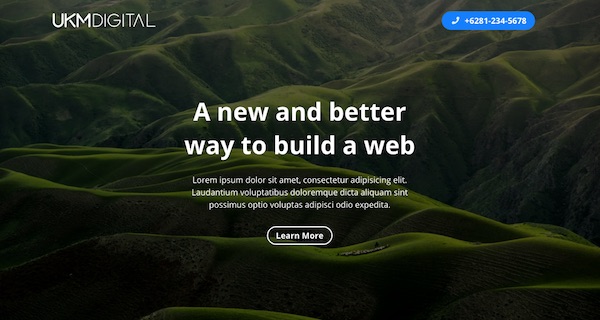 UKMDIGITAL
+6281-234-5678
A new and better
way to build a web
Lorem ipsum dolor sit amet, consectetur adipisicing elit.
Laudantium voluptatibus doloremque dicta aliquam sint
possimus optio voluptas adipisci odio expedita.
Learn More